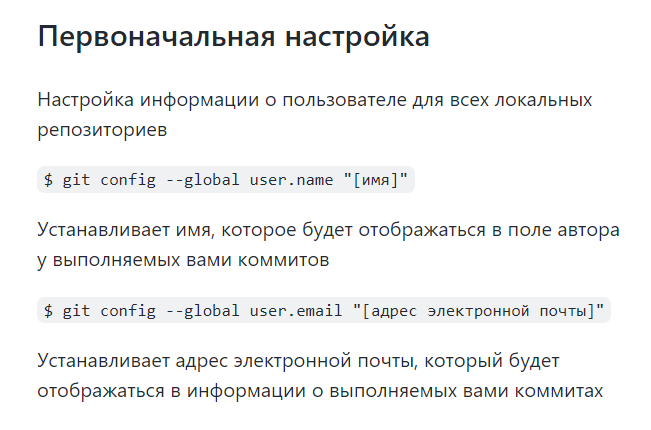 Первоначальная настройка
Настройка информации о пользователе для всех локальных
репозиториев
$ git config --global user.name "[имя]"
Устанавливает имя, которое будет отображаться в поле автора
у выполняемых вами коммитов
$ git config --global user.email "[адрес электронной почты]"
Устанавливает адрес электронной почты, который будет
отображаться в информации о выполняемых вами коммитах